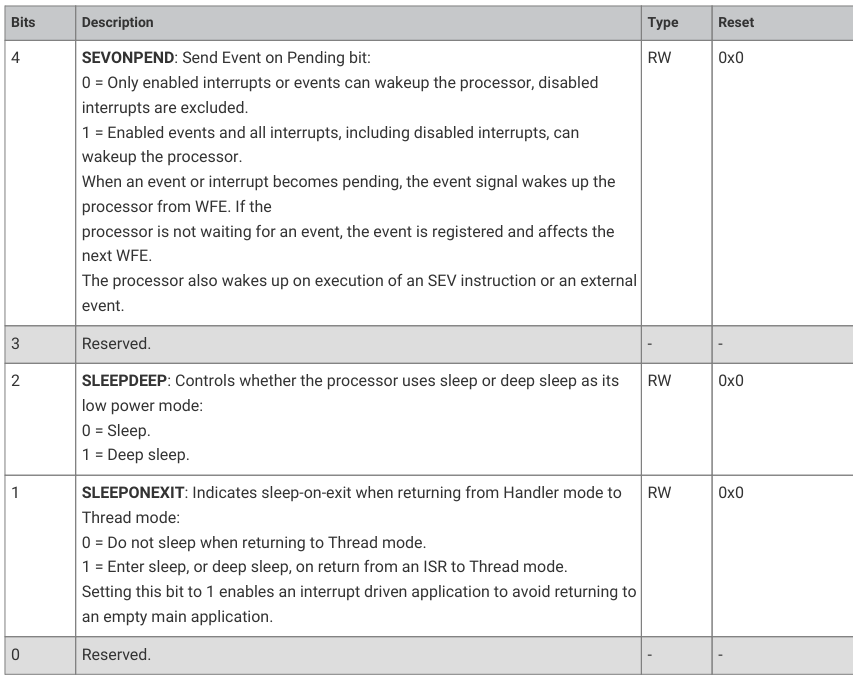 Bits Description Type Reset
4 SEVONPEND: Send Event on Pending bit: RW 0x0
0 = Only enabled interrupts or events can wakeup the processor, disabled
interrupts are excluded.
1 = Enabled events and all interrupts, including disabled interrupts, can
wakeup the processor.
When an event or interrupt becomes pending, the event signal wakes up the
processor from WFE. If the
processor is not waiting for an event, the event is registered and affects the
next WFE.
The processor also wakes up on execution of an SEV instruction or an external
event.
3 Reserved. - -
2 SLEEPDEEP: Controls whether the processor uses sleep or deep sleep as its RW 0x0
low power mode:
0 = Sleep.
1 = Deep sleep.
1 SLEEPONEXIT: Indicates sleep-on-exit when returning from Handler mode to RW 0x0
Thread mode:
0 = Do not sleep when returning to Thread mode.
1 = Enter sleep, or deep sleep, on return from an ISR to Thread mode.
Setting this bit to 1 enables an interrupt driven application to avoid returning to
an empty main application.
0 Reserved. - -